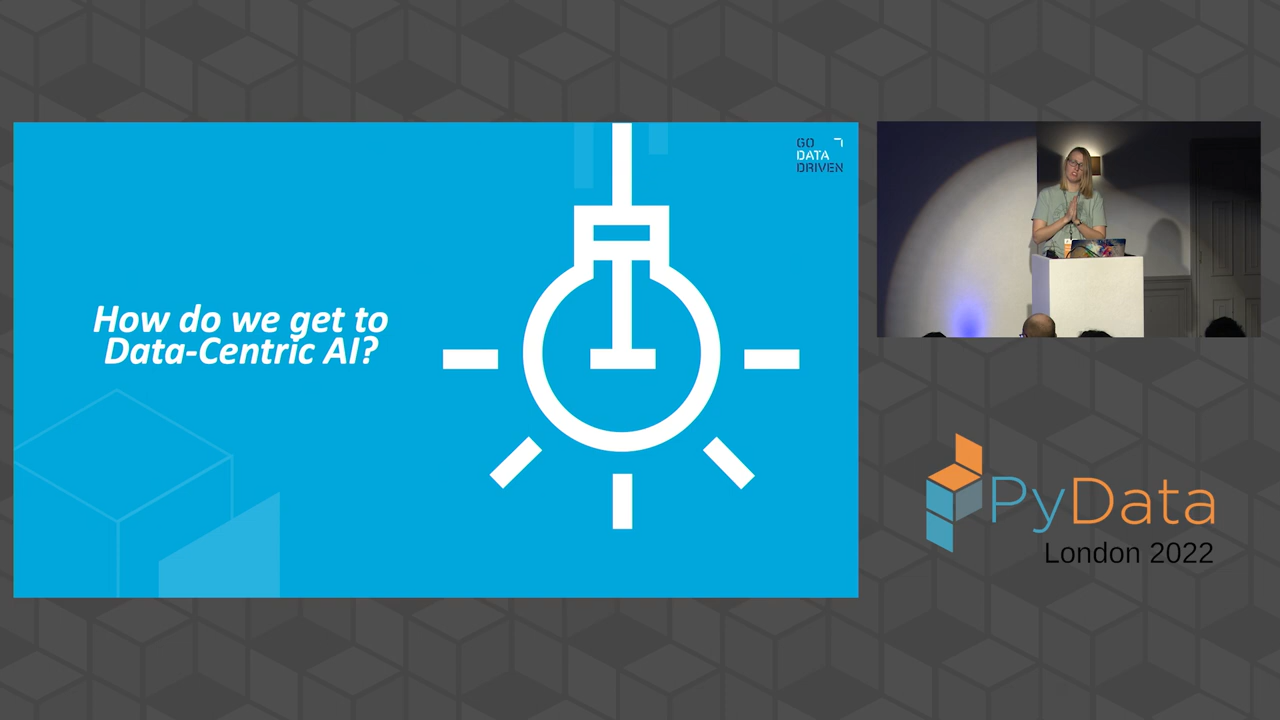 How do we get to
Data-Centric AI?
GO
DATA
DRIVEN
PyData
London 2022